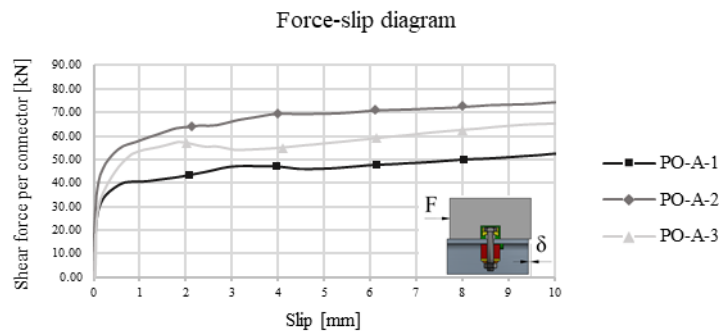 Force-slip diagram
Shear force per connector [kN]
90.00
80.00
70.00
60.00
50.00
40.00
30.00
20.00
10.00
0.00
0 1 2 3 4 5 6 7 8 9 10
Slip [mm]
F
δ
PO-A-1
PO-A-2
PO-A-3